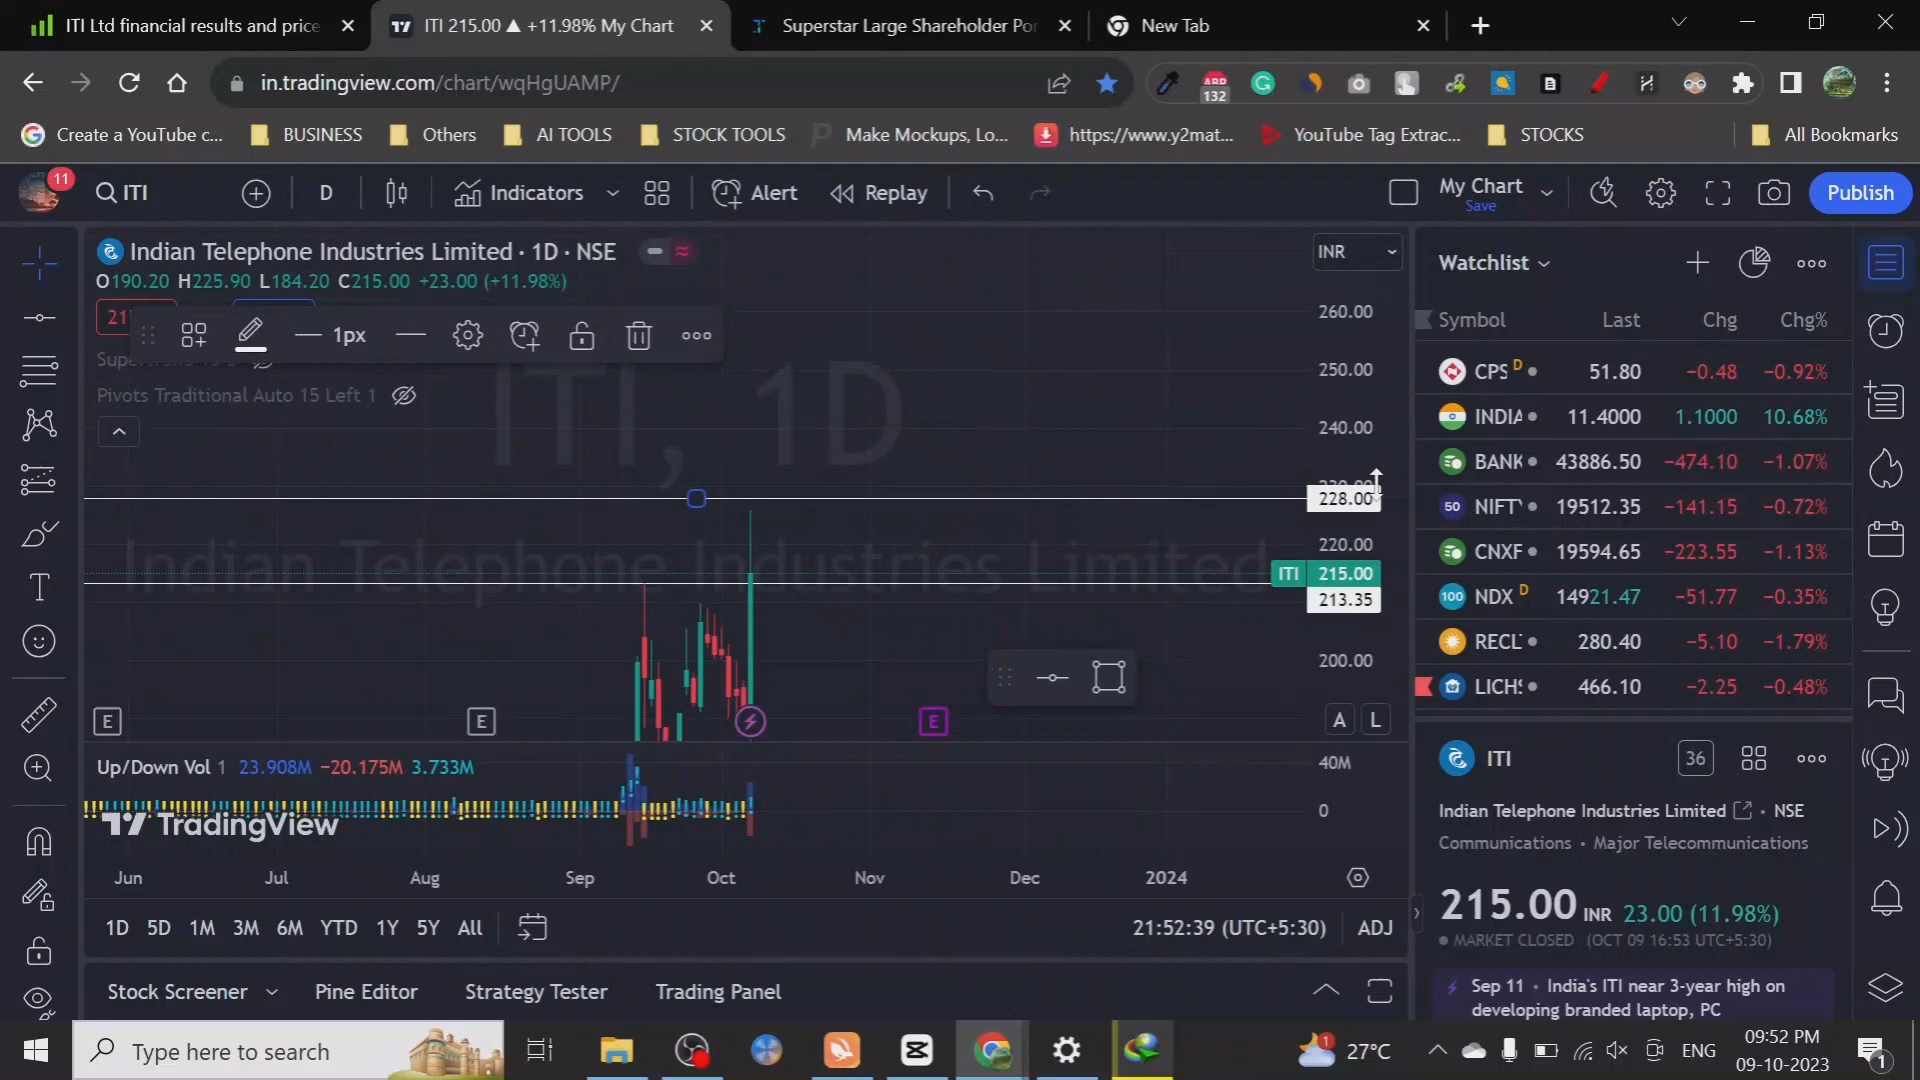 ITI Ltd financial results and price
ITI 215.00 ▲ +11.98% My Chart
Superstar Large Shareholder Por
New Tab
in.tradingview.com/chart/wqHgUAMP/
ABP
132
Create a YouTube c...
BUSINESS
Others
AI TOOLS
STOCK TOOLS
Make Mockups, Lo...
https://www.y2mat...
YouTube Tag Extrac...
STOCKS
All Bookmarks
11
ITI
D
Indicators
Alert
Replay
My Chart
Save
Publish
Indian Telephone Industries Limited · 1D · NSE
O190.20 H225.90 L184.20 C215.00 +23.00 (+11.98%)
1px
Pivots Traditional Auto 15 Left 1
ITI, 1D
Indian Telephone Industries Limited
INR
260.00
250.00
240.00
228.00
220.00
ITI 215.00
213.35
200.00
A L
E E E
Up/Down Vol 1 23.908M −20.175M 3.733M
40M
0
TradingView
Jun Jul Aug Sep Oct Nov Dec 2024
1D 5D 1M 3M 6M YTD 1Y 5Y All
21:52:39 (UTC+5:30)
ADJ
Stock Screener
Pine Editor
Strategy Tester
Trading Panel
Watchlist
Symbol Last Chg Chg%
CPS D 51.80 −0.48 −0.92%
INDIA 11.4000 1.1000 10.68%
BANK 43886.50 −474.10 −1.07%
50 NIFTY 19512.35 −141.15 −0.72%
CNXF 19594.65 −223.55 −1.13%
100 NDX D 14921.47 −51.77 −0.35%
RECL 280.40 −5.10 −1.79%
LICHS 466.10 −2.25 −0.48%
ITI
36
Indian Telephone Industries Limited · NSE
Communications • Major Telecommunications
215.00 INR 23.00 (11.98%)
MARKET CLOSED (OCT 09 16:53 UTC+5:30)
Sep 11 · India's ITI near 3-year high on
developing branded laptop, PC
Type here to search
1
27°C
ENG
09:52 PM
09-10-2023
1